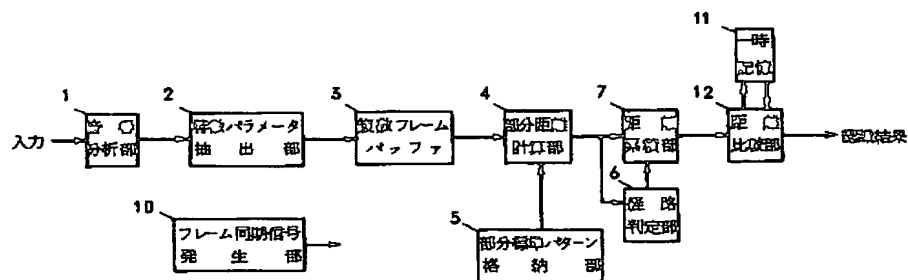 11
一時
記憶
1
2
3
4
7
12
入力
音響
分析部
特徴パラメータ
抽出部
複数フレーム
バッファ
部分距離
計算部
距離
累積部
距離
比較部
認識結果
6
経路
判定部
10
フレーム同期信号
発生部
5
部分標準パターン
格納部